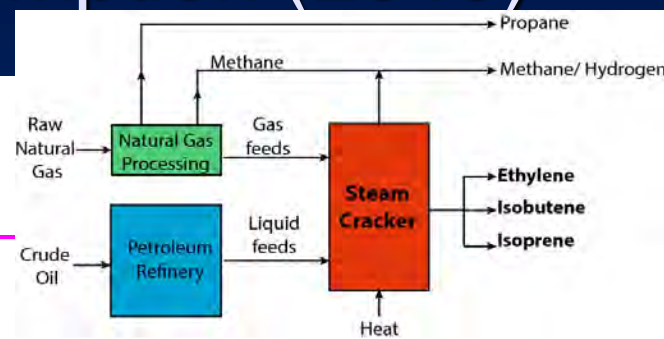 Propane
Methane
Methane/ Hydrogen
Raw
Natural
Gas
Natural Gas
Processing
Gas
feeds
Steam
Cracker
Ethylene
Isobutene
Isoprene
Crude
Oil
Petroleum
Refinery
Liquid
feeds
Heat